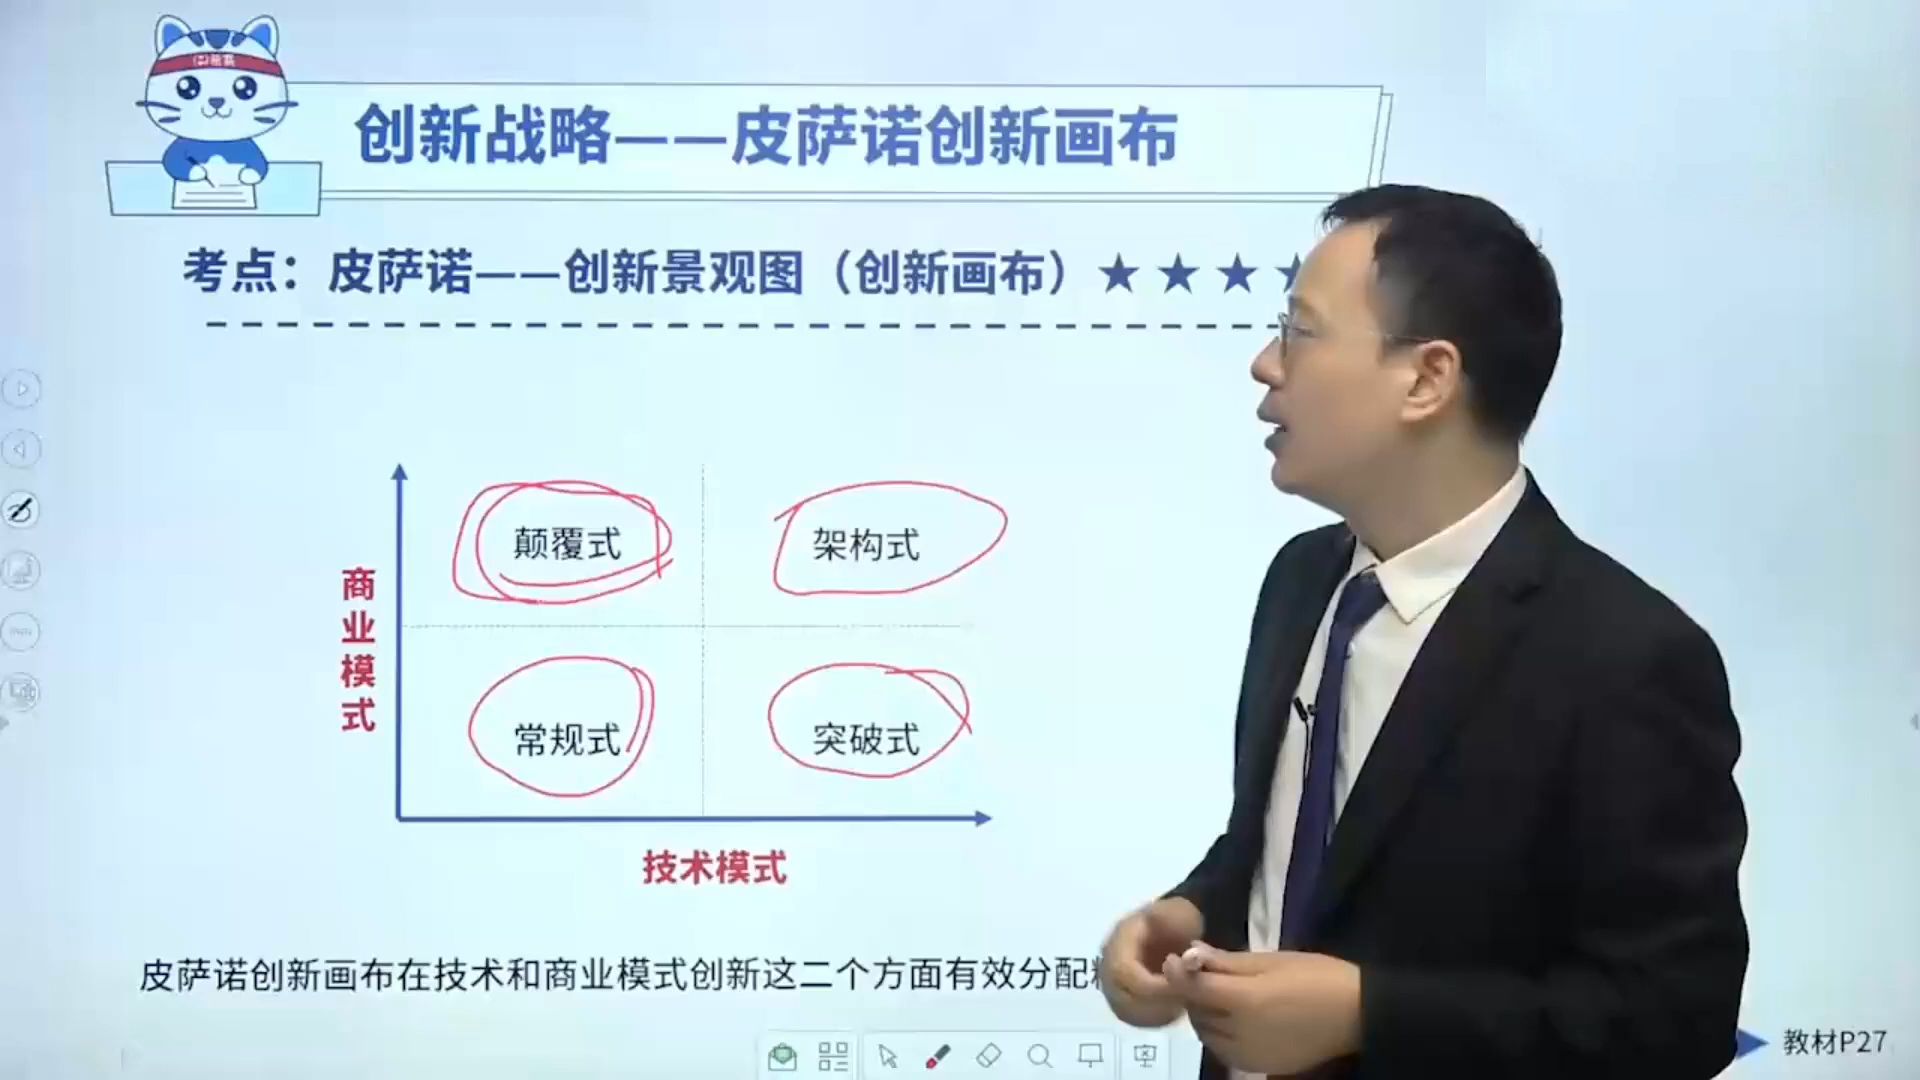 创新战略——皮萨诺创新画布
考点：皮萨诺——创新景观图（创新画布）★★★
颠覆式
架构式
商业模式
常规式
突破式
技术模式
皮萨诺创新画布在技术和商业模式创新这二个方面有效分配
教材P27